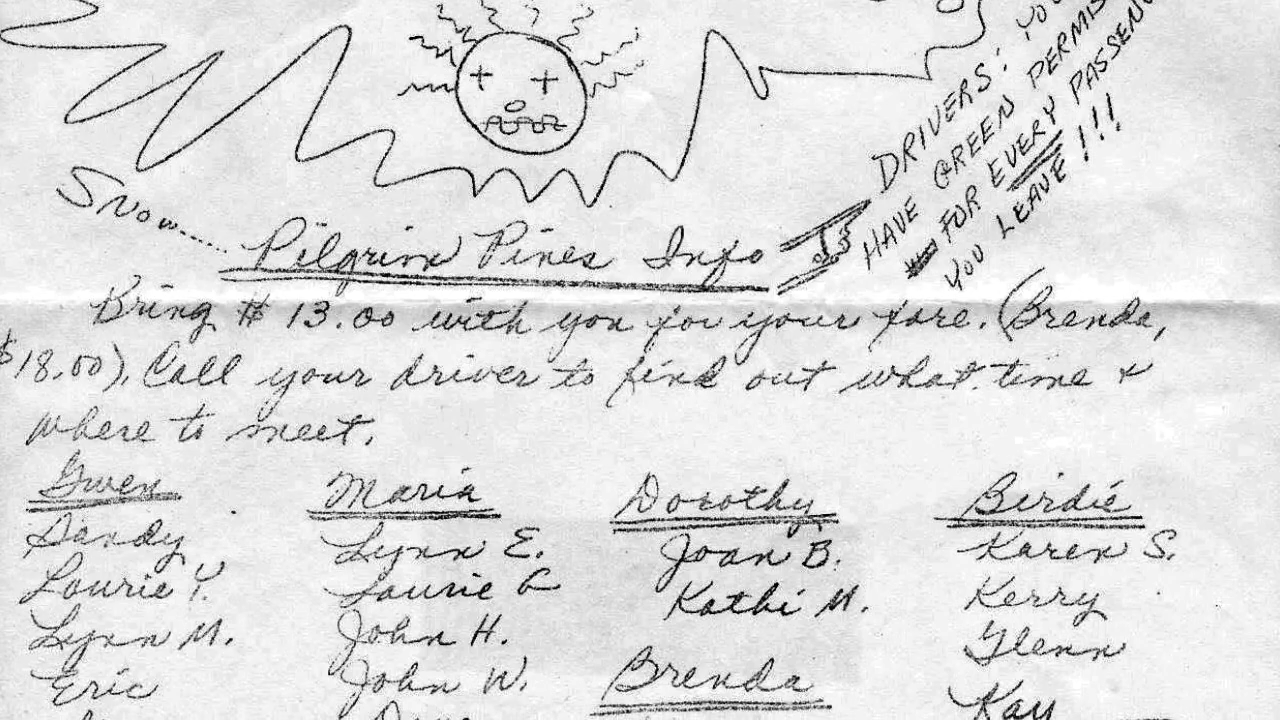 DRIVERS: YOU
HAVE GREEN PERMIS
FOR EVERY PASSEN
YOU LEAVE!!!
Snow......
Pilgrim Pines Info
Bring $13.00 with you for your fare. (Brenda,
$18.00). Call your driver to find out what time &
where to meet.
Gwen Maria Dorothy Birdie
Sandy Lynn E. Joan B. Karen S.
Lourie Y. Laurie G Kathi M. Kerry
Lynn M. John H. Glenn
Eric John W. Brenda Kay